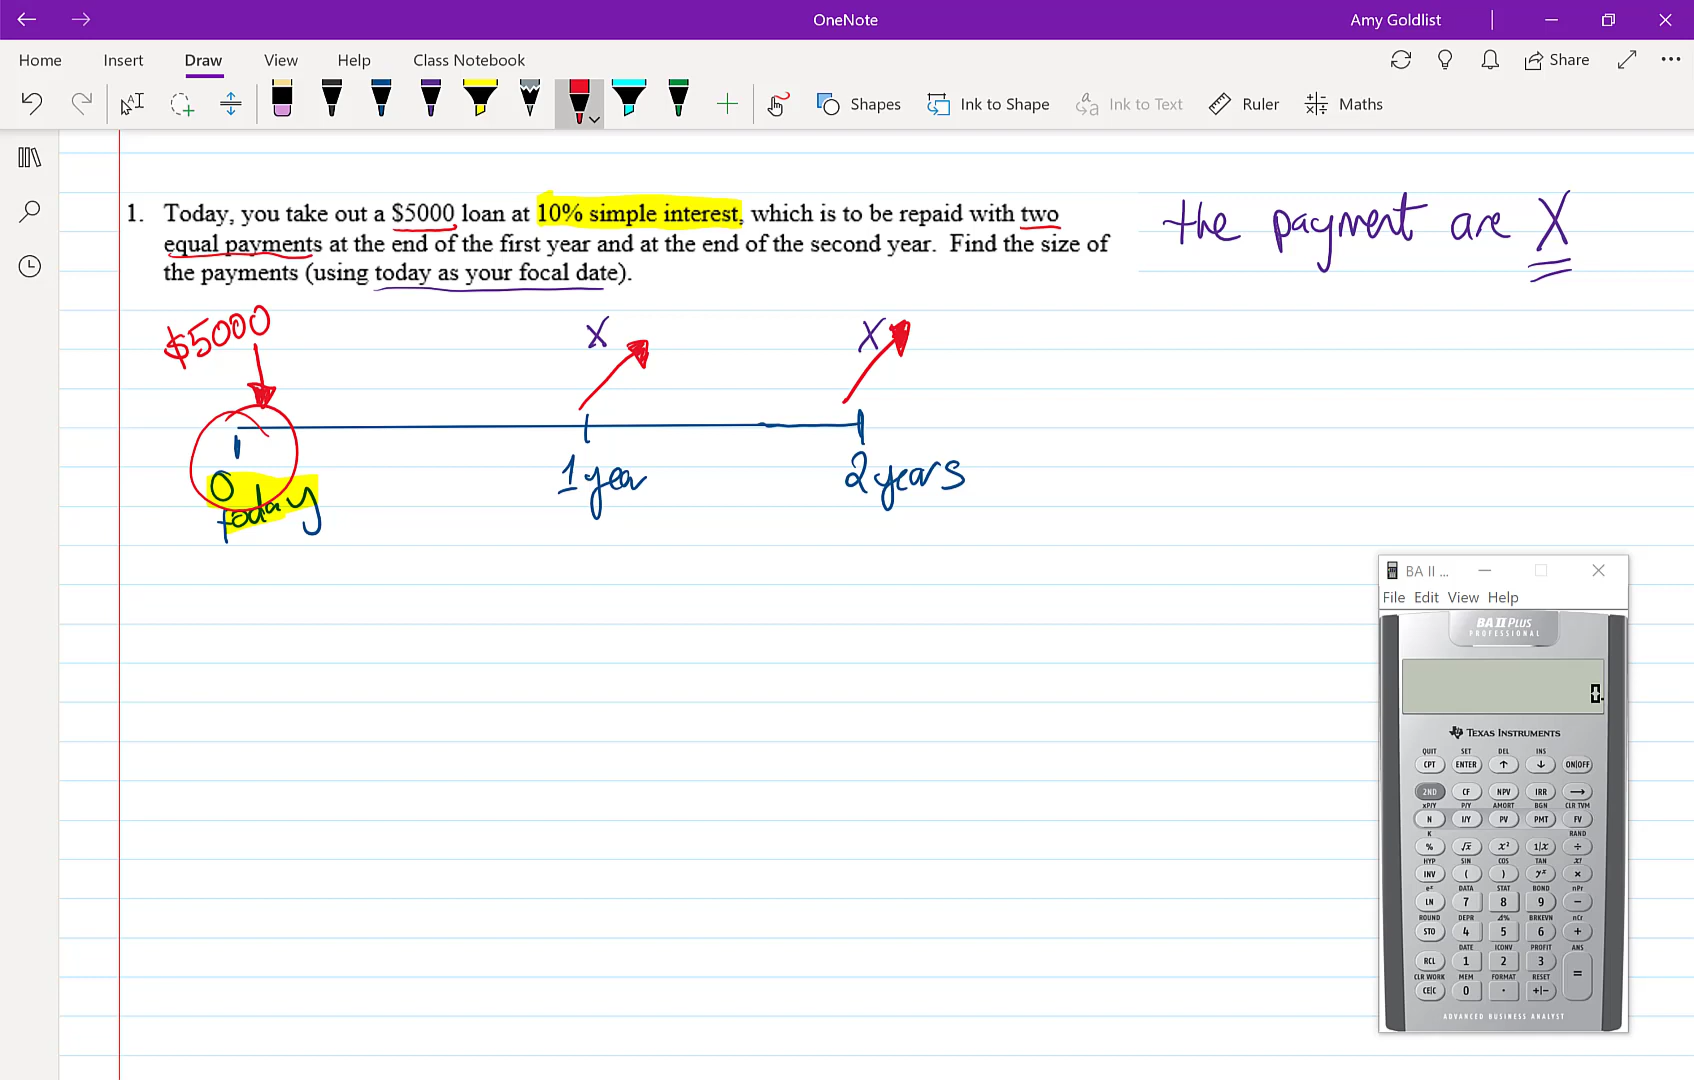 OneNote
Amy Goldlist
Home Insert Draw View Help Class Notebook
Share
Shapes Ink to Shape Ink to Text Ruler Maths
1. Today, you take out a $5000 loan at 10% simple interest, which is to be repaid with two
equal payments at the end of the first year and at the end of the second year. Find the size of
the payments (using today as your focal date).
the payment are X
$5000
X
X
0
today
1 year
2 years
BA II ...
File Edit View Help
BA II PLUS
PROFESSIONAL
0.
TEXAS INSTRUMENTS
QUIT SET DEL INS
CPT ENTER ↑ ↓ ON|OFF
2ND CF NPV IRR →
xP/Y P/Y AMORT BGN CLR TVM
N I/Y PV PMT FV
K RAND
% √x x² 1/x ÷
HYP SIN COS TAN x!
INV ( ) yˣ ×
eˣ DATA STAT BOND nPr
LN 7 8 9 −
ROUND DEPR Δ% BRKEVN nCr
STO 4 5 6 +
DATE ICONV PROFIT ANS
RCL 1 2 3 =
CLR WORK MEM FORMAT RESET
CE|C 0 . +|−
ADVANCED BUSINESS ANALYST